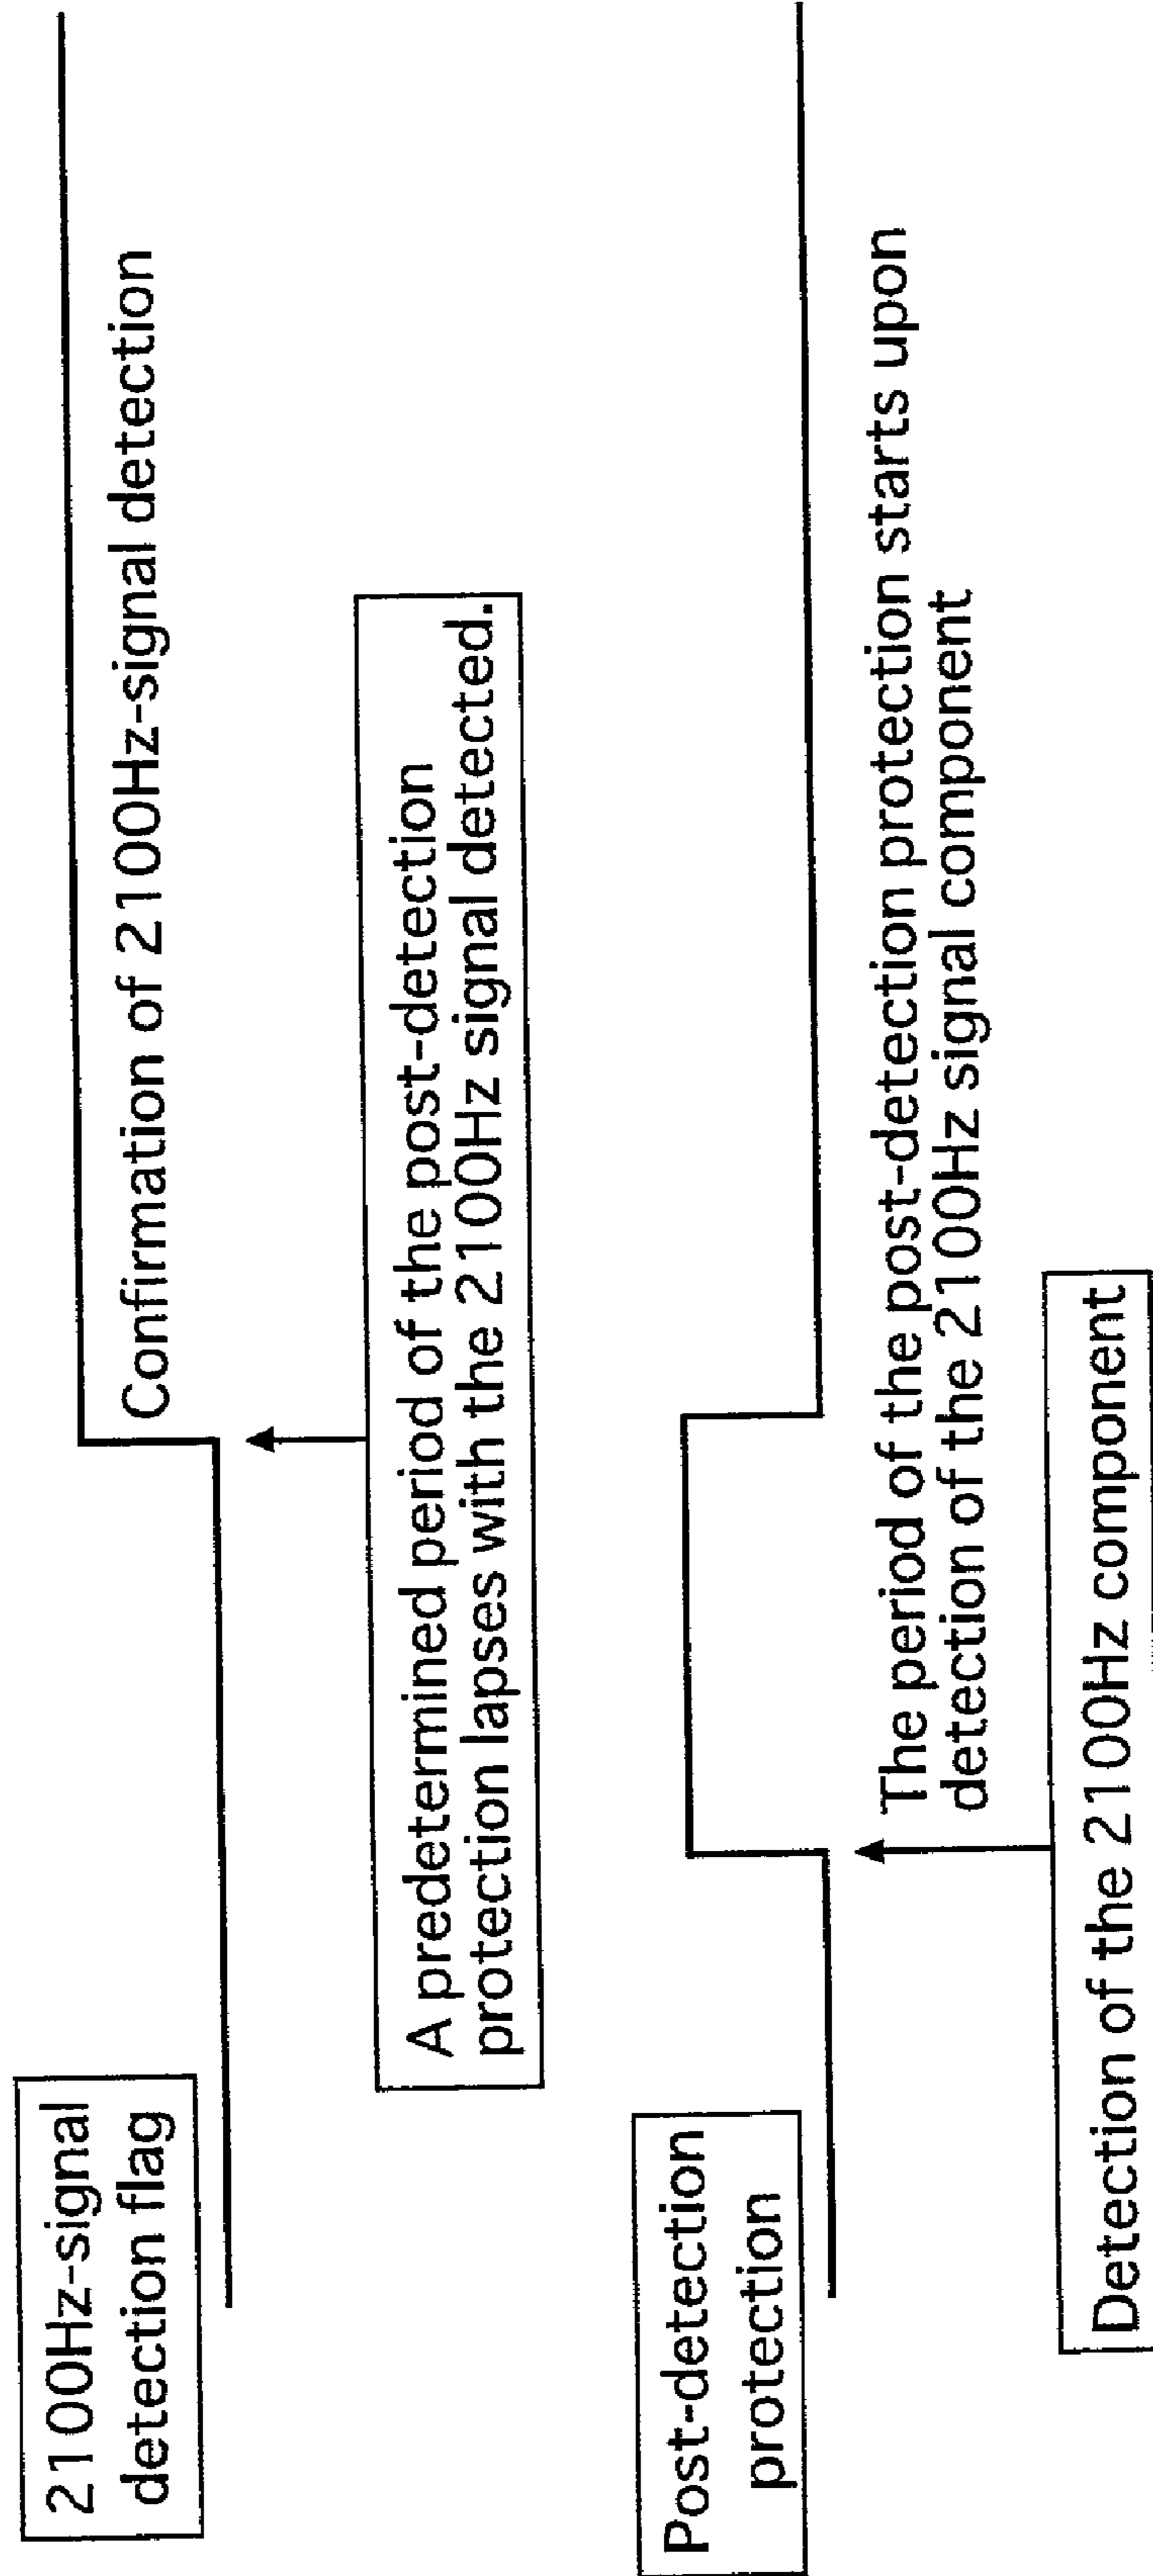 2100Hz-signal
detection flag
Confirmation of 2100Hz-signal detection
A predetermined period of the post-detection
protection lapses with the 2100Hz signal detected.
Post-detection
protection
The period of the post-detection protection starts upon
detection of the 2100Hz signal component
Detection of the 2100Hz component